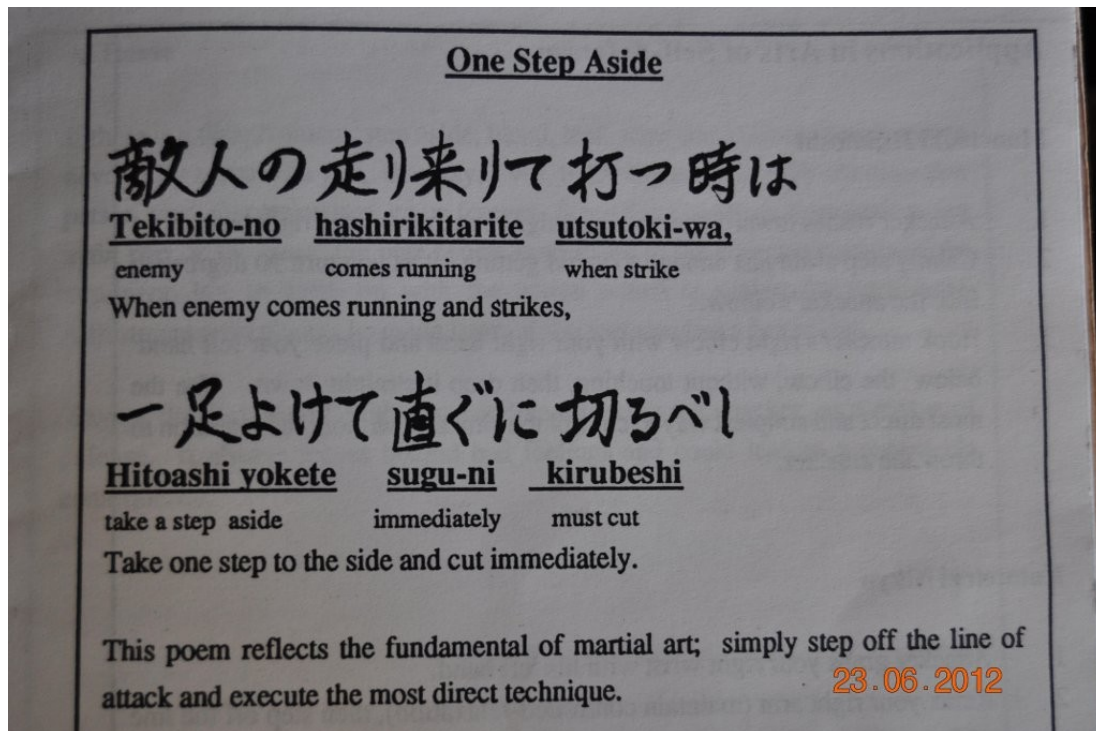 One Step Aside
敵人の走り来りて打つ時は
Tekibito-no hashirikitarite utsutoki-wa,
enemy comes running when strike
When enemy comes running and strikes,
一足よけて直ぐに切るべし
Hitoashi yokete sugu-ni kirubeshi
take a step aside immediately must cut
Take one step to the side and cut immediately.
This poem reflects the fundamental of martial art; simply step off the line of
attack and execute the most direct technique.
23.06.2012